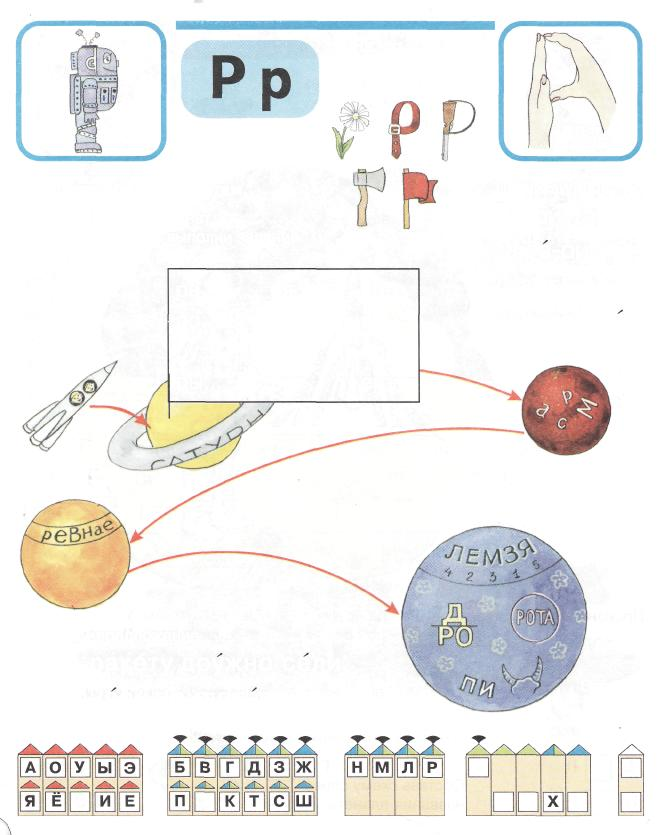 Р р
САТУРН
а р с М
реВнае
ЛЕМЗЯ
4 2 3 1 5
Д
РО
РОТА
ПИ
А О У Ы Э Б В Г Д З Ж Н М Л Р
Я Ё И Е П К Т С Ш Х